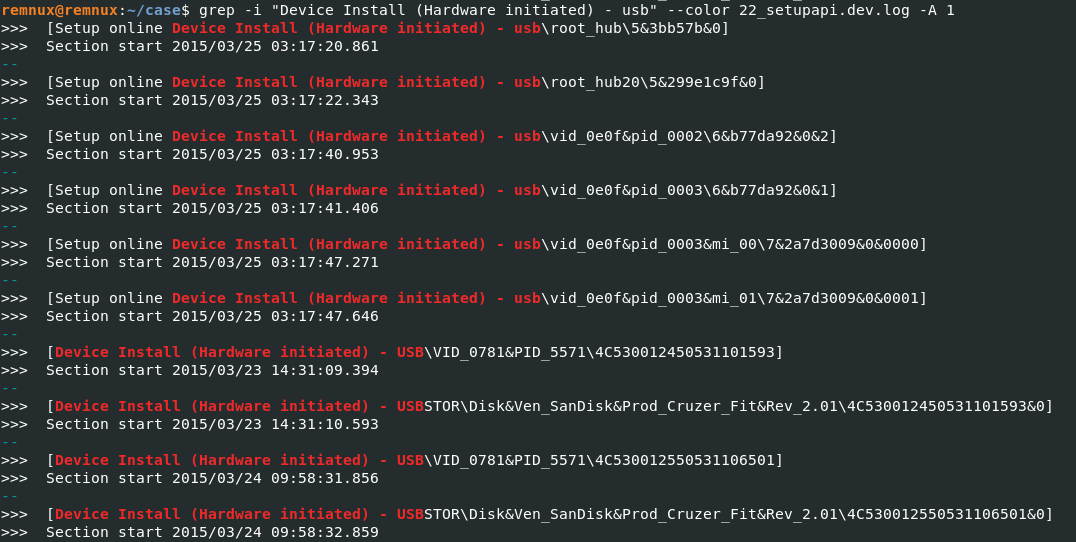 remnux@remnux:~/case$ grep -i "Device Install (Hardware initiated) - usb" --color 22_setupapi.dev.log -A 1
>>>  [Setup online Device Install (Hardware initiated) - usb\root_hub\5&3bb57b&0]
>>>  Section start 2015/03/25 03:17:20.861
--
>>>  [Setup online Device Install (Hardware initiated) - usb\root_hub20\5&299e1c9f&0]
>>>  Section start 2015/03/25 03:17:22.343
--
>>>  [Setup online Device Install (Hardware initiated) - usb\vid_0e0f&pid_0002\6&b77da92&0&2]
>>>  Section start 2015/03/25 03:17:40.953
--
>>>  [Setup online Device Install (Hardware initiated) - usb\vid_0e0f&pid_0003\6&b77da92&0&1]
>>>  Section start 2015/03/25 03:17:41.406
--
>>>  [Setup online Device Install (Hardware initiated) - usb\vid_0e0f&pid_0003&mi_00\7&2a7d3009&0&0000]
>>>  Section start 2015/03/25 03:17:47.271
--
>>>  [Setup online Device Install (Hardware initiated) - usb\vid_0e0f&pid_0003&mi_01\7&2a7d3009&0&0001]
>>>  Section start 2015/03/25 03:17:47.646
--
>>>  [Device Install (Hardware initiated) - USB\VID_0781&PID_5571\4C530012450531101593]
>>>  Section start 2015/03/23 14:31:09.394
--
>>>  [Device Install (Hardware initiated) - USBSTOR\Disk&Ven_SanDisk&Prod_Cruzer_Fit&Rev_2.01\4C530012450531101593&0]
>>>  Section start 2015/03/23 14:31:10.593
--
>>>  [Device Install (Hardware initiated) - USB\VID_0781&PID_5571\4C530012550531106501]
>>>  Section start 2015/03/24 09:58:31.856
--
>>>  [Device Install (Hardware initiated) - USBSTOR\Disk&Ven_SanDisk&Prod_Cruzer_Fit&Rev_2.01\4C530012550531106501&0]
>>>  Section start 2015/03/24 09:58:32.859